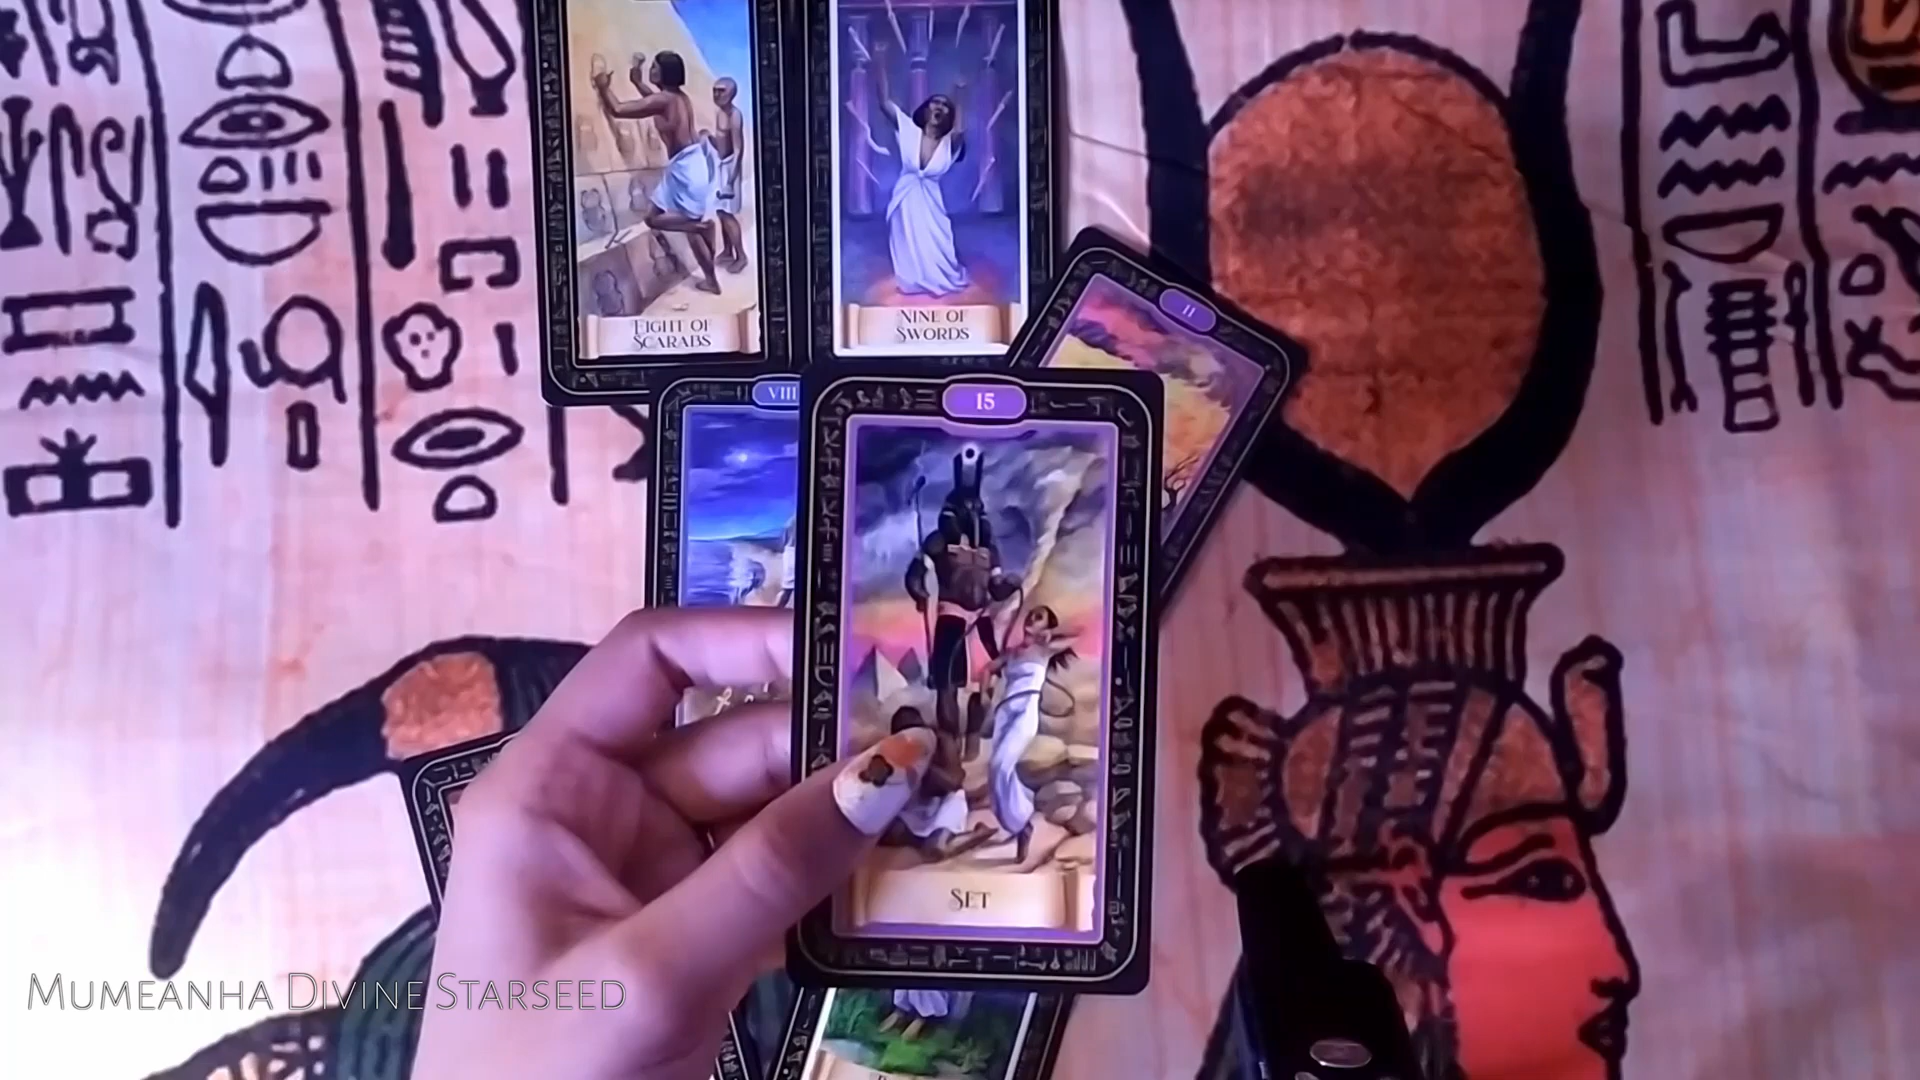 EIGHT OF
SCARABS
NINE OF
SWORDS
II
VIII
15
SET
MUMEANHA DIVINE STARSEED